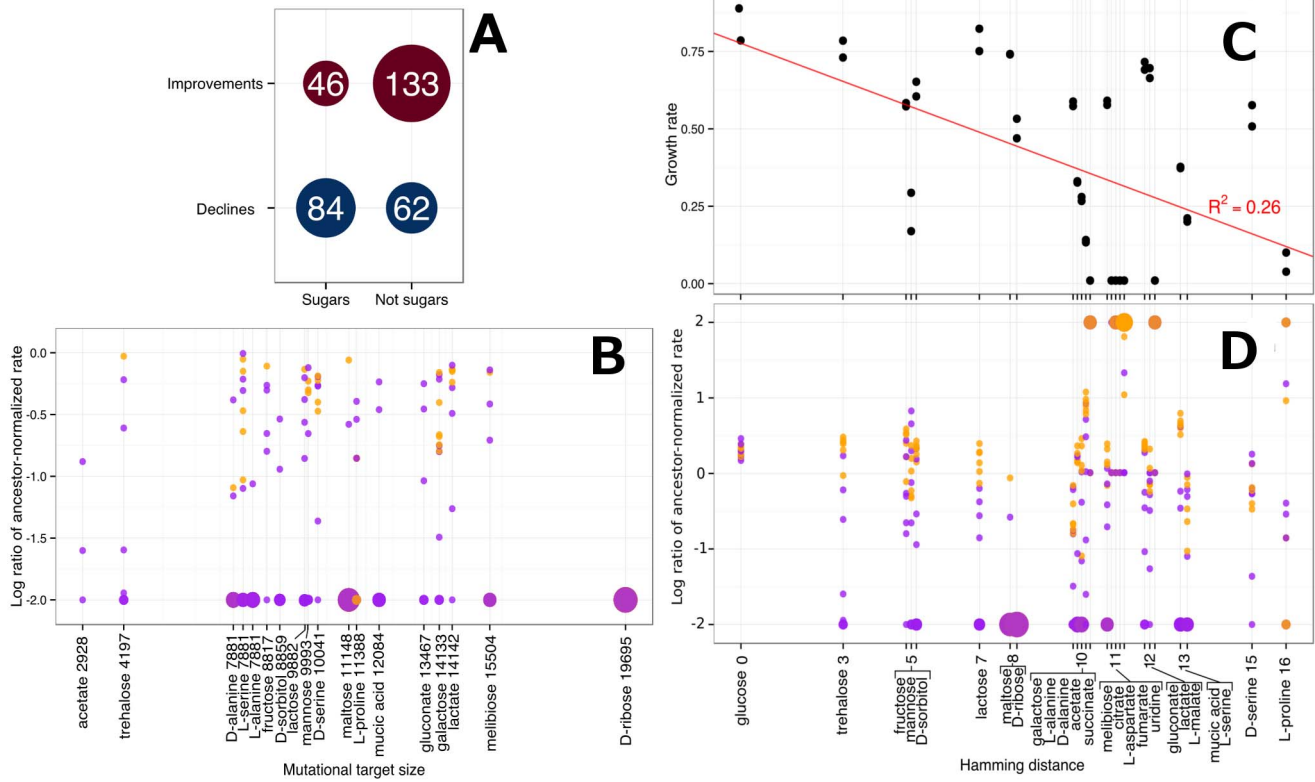 A
Improvements
46
133
Declines
84
62
Sugars
Not sugars
B
Log ratio of ancestor-normalized rate
0.0
-0.5
-1.0
-1.5
-2.0
acetate 2928
trehalose 4197
D-alanine 7881
L-serine 7881
L-alanine 7881
fructose 8817
D-sorbitol 8859
lactose 9882
mannose 9993
D-serine 10041
maltose 11148
L-proline 11388
mucic acid 12084
gluconate 13467
galactose 14133
lactate 14142
melibiose 15504
D-ribose 19695
Mutational target size
C
Growth rate
0.75
0.50
0.25
0.00
R² = 0.26
D
Log ratio of ancestor-normalized rate
2
1
0
-1
-2
glucose 0
trehalose 3
fructose
mannose
D-sorbitol
5
lactose 7
maltose
D-ribose
8
galactose
L-alanine
D-alanine
acetate
succinate
10
melibiose
citrate
L-aspartate
11
fumarate
uridine
12
gluconate
lactate
L-malate
13
mucic acid
L-serine
D-serine 15
L-proline 16
Hamming distance